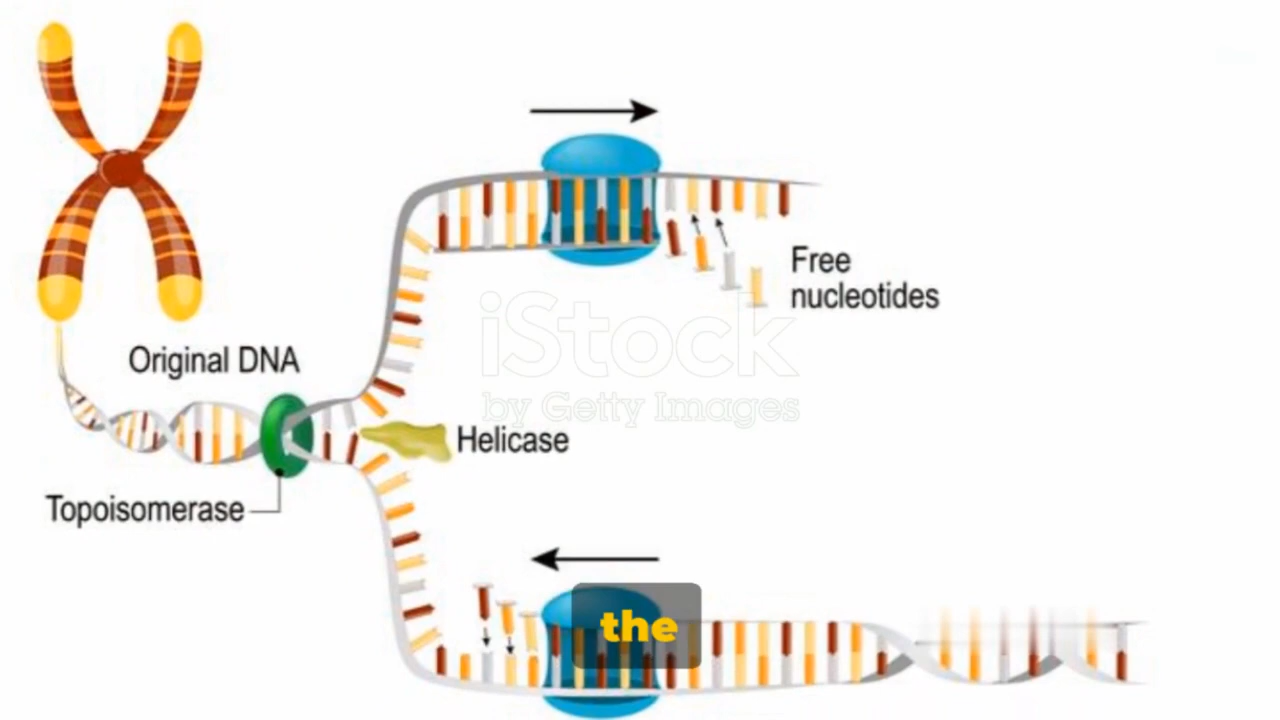 Free
nucleotides
iStock
by Getty Images
Original DNA
Helicase
Topoisomerase
the